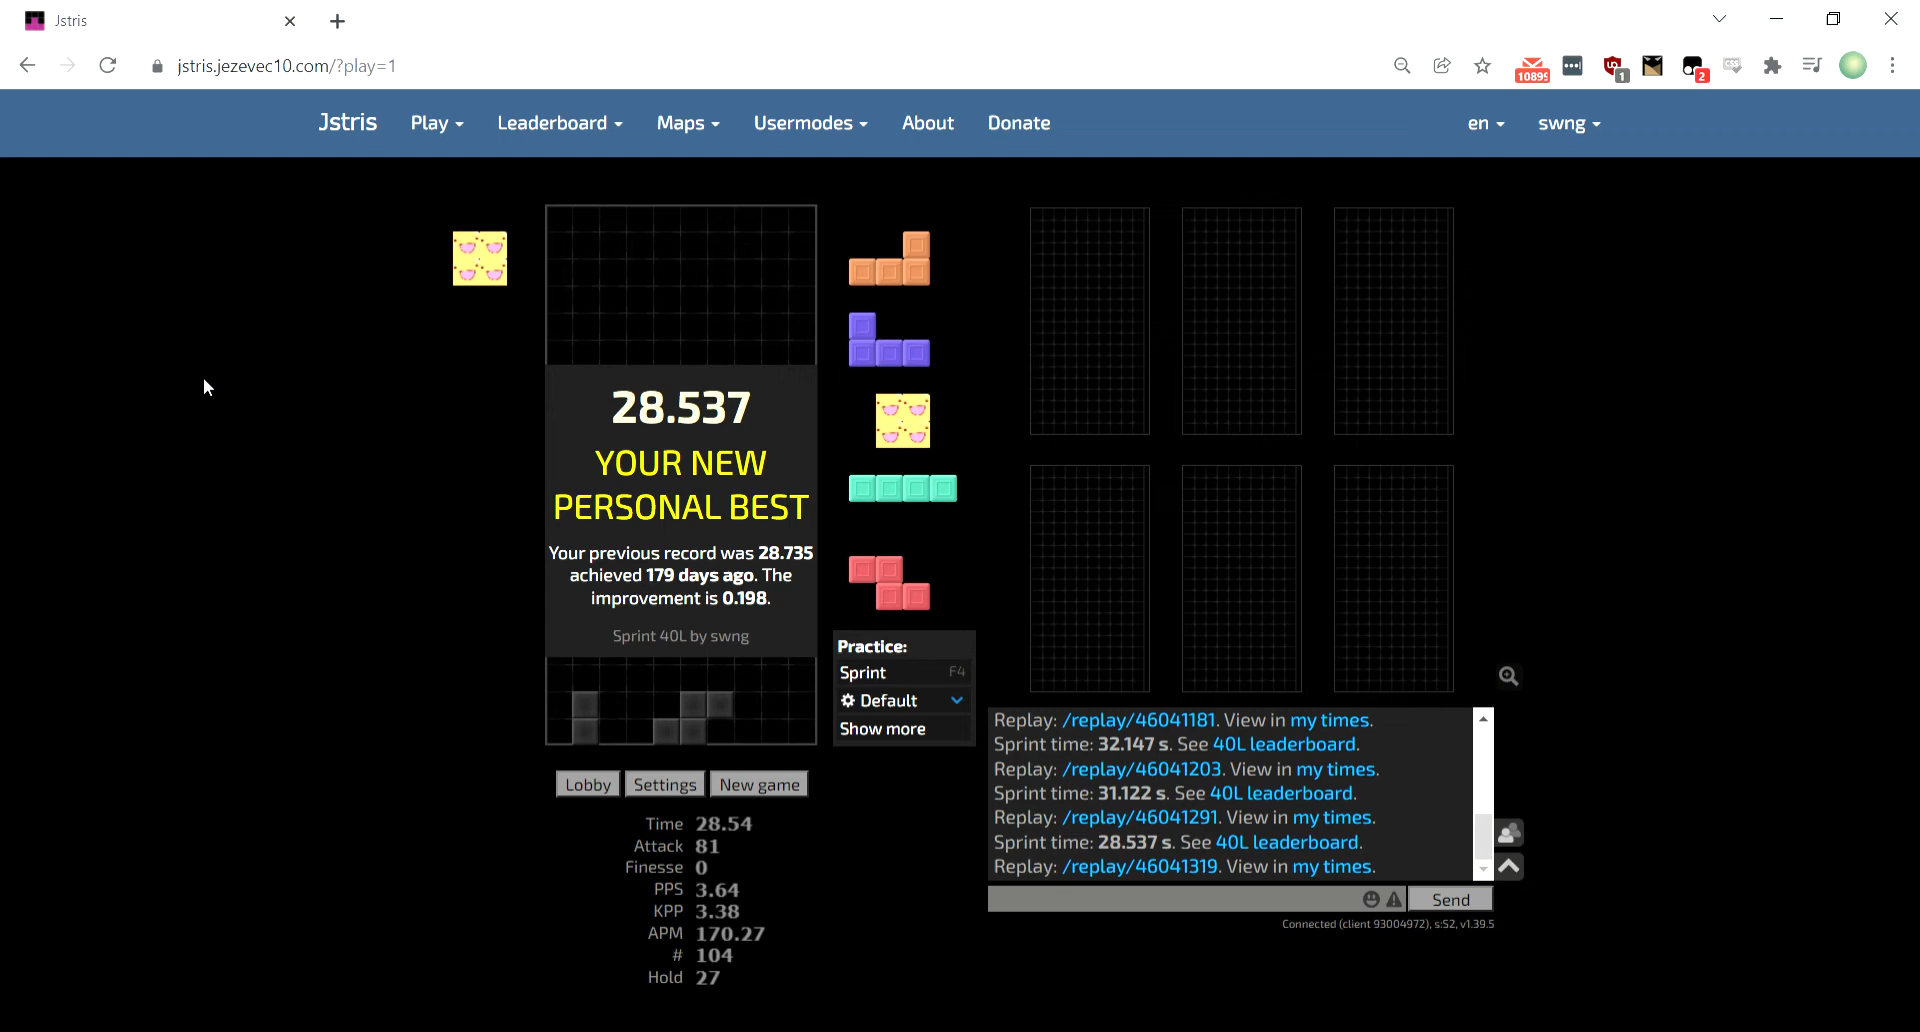 Jstris
jstris.jezevec10.com/?play=1
10895
1
2
Jstris Play Leaderboard Maps Usermodes About Donate en swng
28.537
YOUR NEW
PERSONAL BEST
Your previous record was 28.735
achieved 179 days ago. The
improvement is 0.198.
Sprint 40L by swng
Practice:
Sprint F4
Default
Show more
Lobby Settings New game
Time 28.54
Attack 81
Finesse 0
PPS 3.64
KPP 3.38
APM 170.27
# 104
Hold 27
Replay: /replay/46041181. View in my times.
Sprint time: 32.147 s. See 40L leaderboard.
Replay: /replay/46041203. View in my times.
Sprint time: 31.122 s. See 40L leaderboard.
Replay: /replay/46041291. View in my times.
Sprint time: 28.537 s. See 40L leaderboard.
Replay: /replay/46041319. View in my times.
Send
Connected (client 93004972), s:S2, v1.39.5